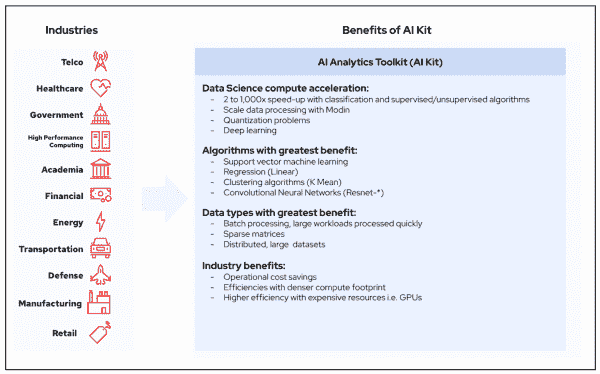 Industries
Telco
Healthcare
Government
High Performance
Computing
Academia
Financial
Energy
Transportation
Defense
Manufacturing
Retail
Benefits of AI Kit
AI Analytics Toolkit (AI Kit)
Data Science compute acceleration:
- 2 to 1,000x speed-up with classification and supervised/unsupervised algorithms
- Scale data processing with Modin
- Quantization problems
- Deep learning
Algorithms with greatest benefit:
- Support vector machine learning
- Regression (Linear)
- Clustering algorithms (K Mean)
- Convolutional Neural Networks (Resnet-*)
Data types with greatest benefit:
- Batch processing, large workloads processed quickly
- Sparse matrices
- Distributed, large datasets
Industry benefits:
- Operational cost savings
- Efficiencies with denser compute footprint
- Higher efficiency with expensive resources i.e. GPUs